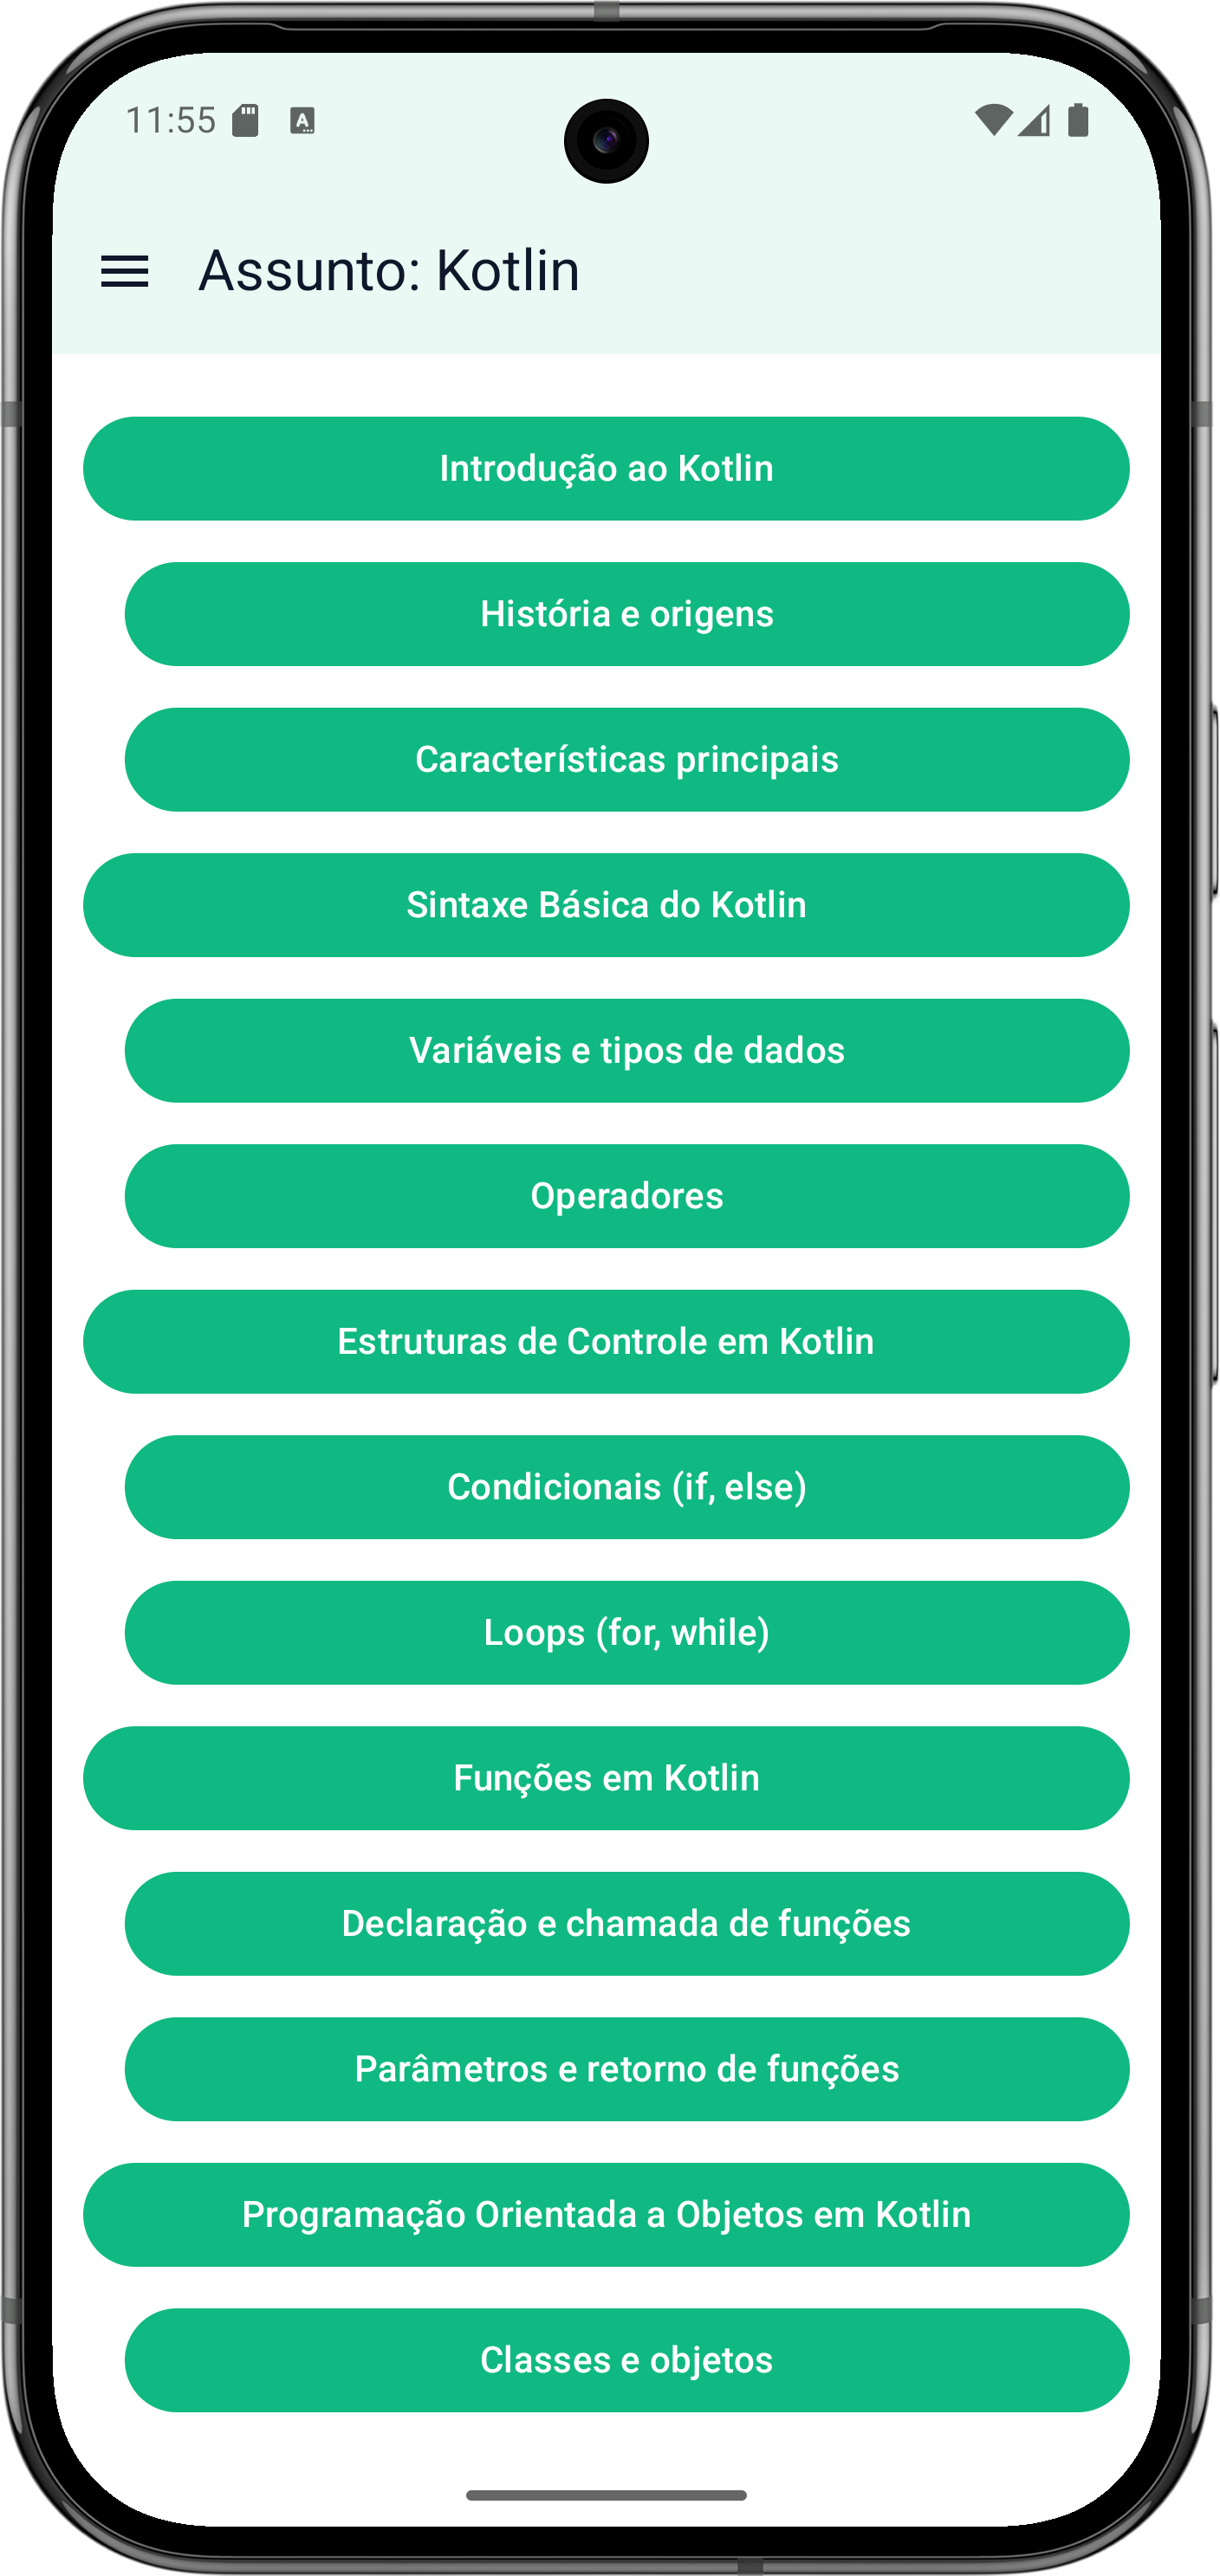 11:55
Assunto: Kotlin
Introdução ao Kotlin
História e origens
Características principais
Sintaxe Básica do Kotlin
Variáveis e tipos de dados
Operadores
Estruturas de Controle em Kotlin
Condicionais (if, else)
Loops (for, while)
Funções em Kotlin
Declaração e chamada de funções
Parâmetros e retorno de funções
Programação Orientada a Objetos em Kotlin
Classes e objetos